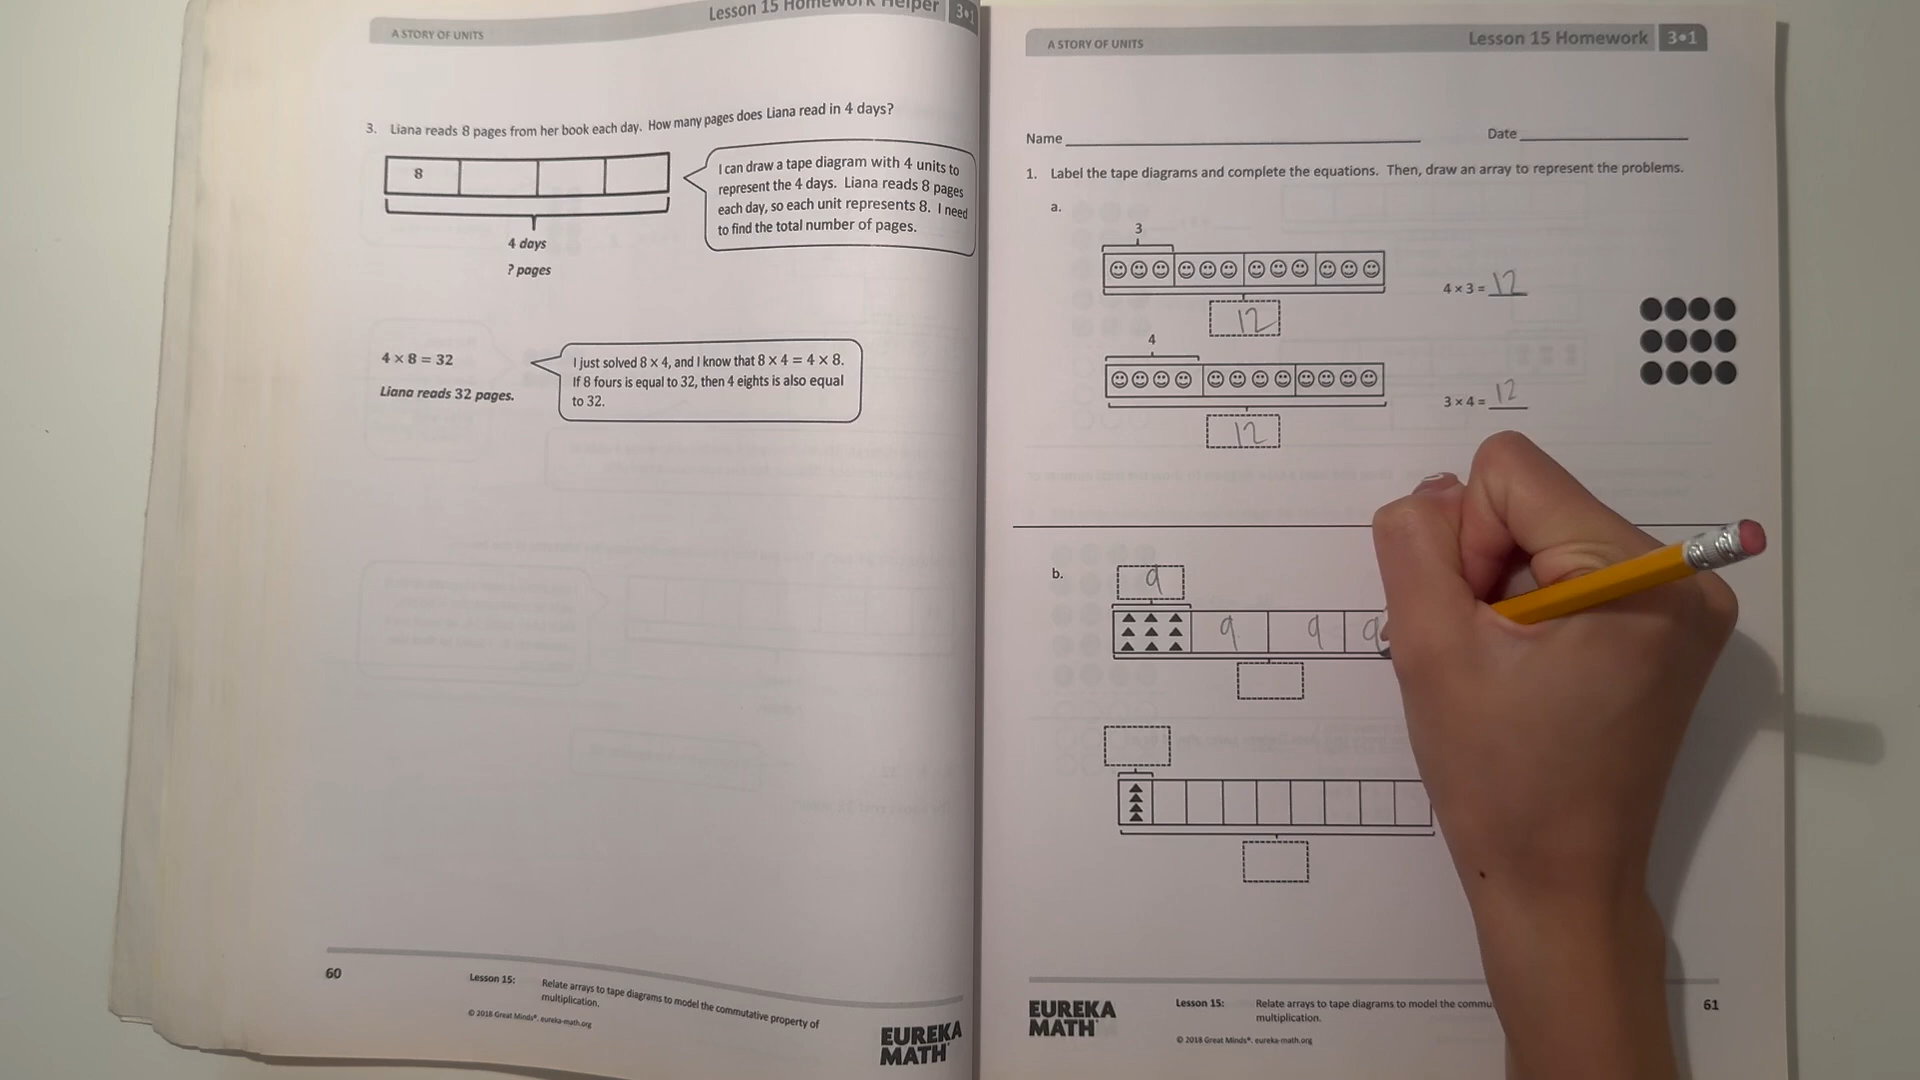 Lesson 15 Homework Helper 3•1
A STORY OF UNITS
3. Liana reads 8 pages from her book each day. How many pages does Liana read in 4 days?
8
4 days
? pages
I can draw a tape diagram with 4 units to
represent the 4 days. Liana reads 8 pages
each day, so each unit represents 8. I need
to find the total number of pages.
4 × 8 = 32
Liana reads 32 pages.
I just solved 8 × 4, and I know that 8 × 4 = 4 × 8.
If 8 fours is equal to 32, then 4 eights is also equal
to 32.
60
Lesson 15:
Relate arrays to tape diagrams to model the commutative property of
multiplication.
© 2018 Great Minds®. eureka-math.org
EUREKA
MATH
A STORY OF UNITS
Lesson 15 Homework 3•1
Name
Date
1. Label the tape diagrams and complete the equations. Then, draw an array to represent the problems.
a.
3
4 × 3 = 12
12
4
3 × 4 = 12
12
b.
9
9 9 9
EUREKA
MATH
Lesson 15:
Relate arrays to tape diagrams to model the
multiplication.
© 2018 Great Minds®. eureka-math.org
61